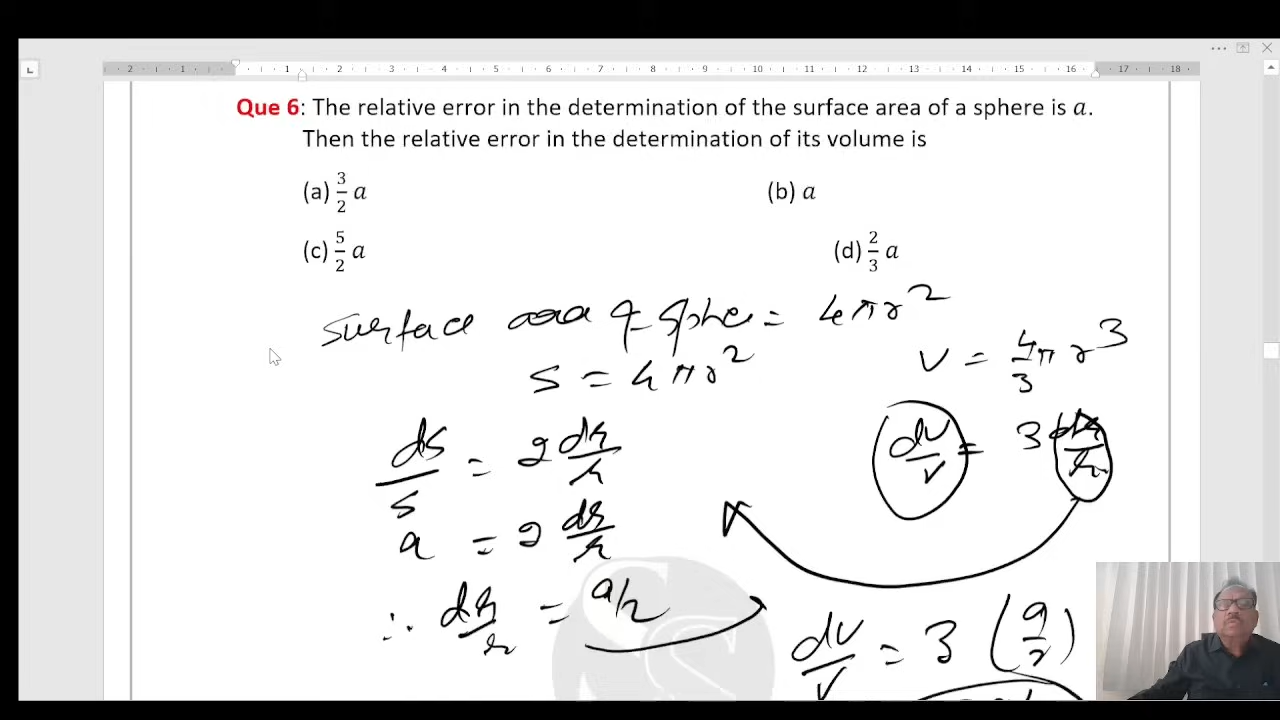 Que 6: The relative error in the determination of the surface area of a sphere is a.
Then the relative error in the determination of its volume is
(a) 3/2 a (b) a
(c) 5/2 a (d) 2/3 a
surface area of sphere = 4πr²
s = 4πr²
v = 4/3 πr³
ds/s = 2 dr/r
dv/v = 3 dr/r
a = 2 dr/r
∴ dr/r = a/2
dv/v = 3 (a/2)